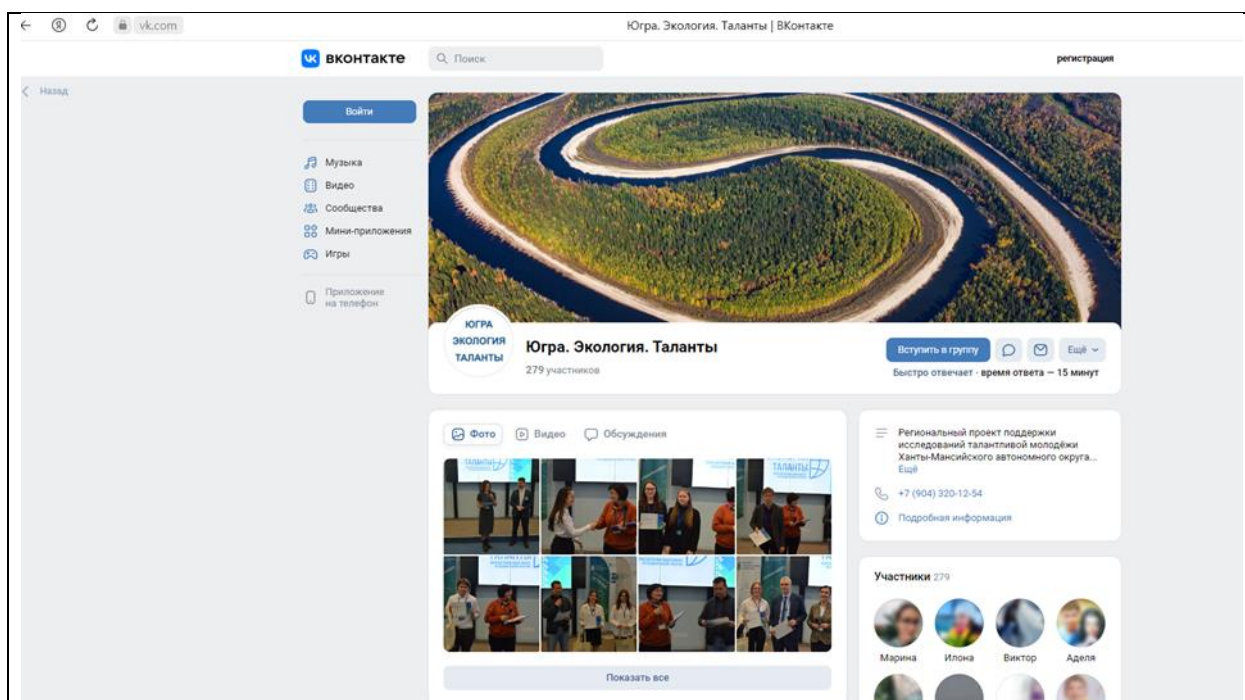 vk.com
Югра. Экология. Таланты | ВКонтакте
ВКОНТАКТЕ
Поиск
регистрация
Назад
Войти
Музыка
Видео
Сообщества
Мини-приложения
Игры
Приложение
на телефон
ЮГРА
ЭКОЛОГИЯ
ТАЛАНТЫ
Югра. Экология. Таланты
279 участников
Вступить в группу
Ещё
Быстро отвечает · время ответа — 15 минут
Фото
Видео
Обсуждения
ТАЛАНТЫ
ТАЛАНТЫ
Показать все
Региональный проект поддержки
исследований талантливой молодёжи
Ханты-Мансийского автономного округа...
Ещё
+7 (904) 320-12-54
Подробная информация
Участники 279
Марина
Илона
Виктор
Аделя